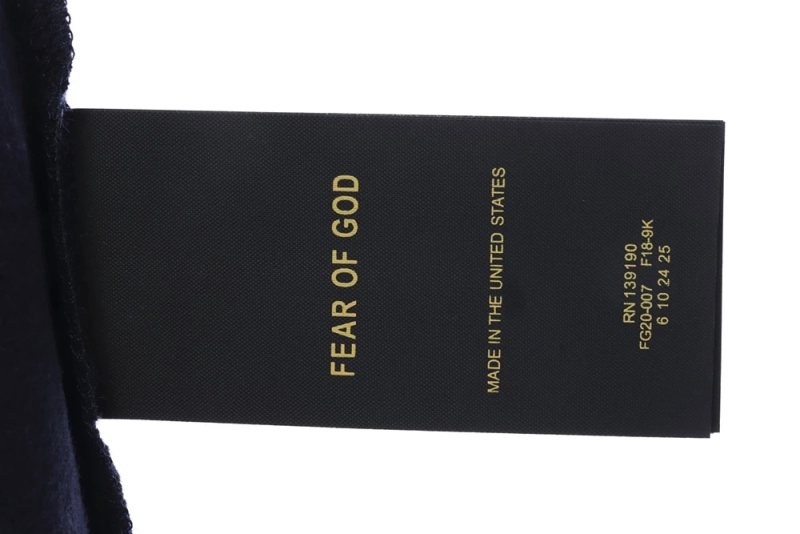 FEAR OF GOD
MADE IN THE UNITED STATES
RN 139190
FG20-007 F18-9K
6 10 24 25